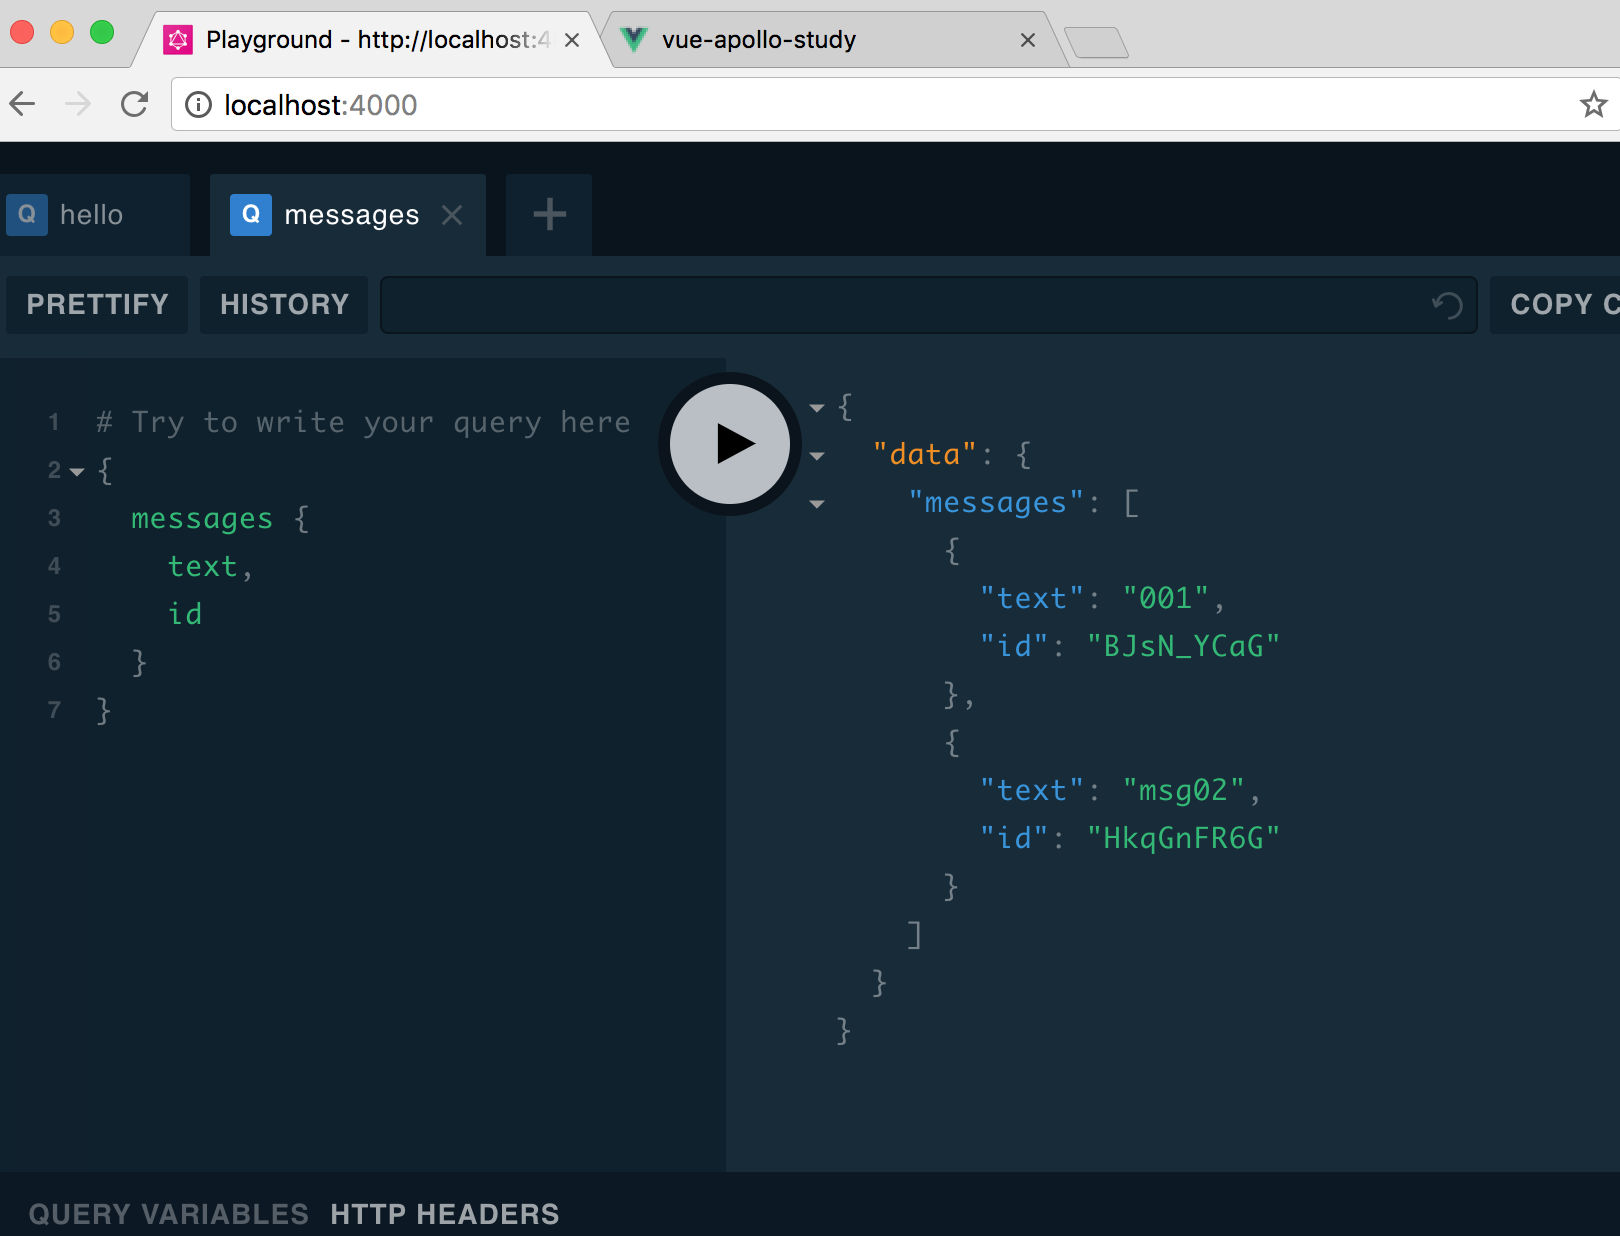 Playground - http://localhost:4
vue-apollo-study
localhost:4000
Q hello
Q messages
PRETTIFY
HISTORY
COPY C
1 # Try to write your query here
2 {
3 messages {
4 text,
5 id
6 }
7 }
{
"data": {
"messages": [
{
"text": "001",
"id": "BJsN_YCaG"
},
{
"text": "msg02",
"id": "HkqGnFR6G"
}
]
}
}
QUERY VARIABLES HTTP HEADERS